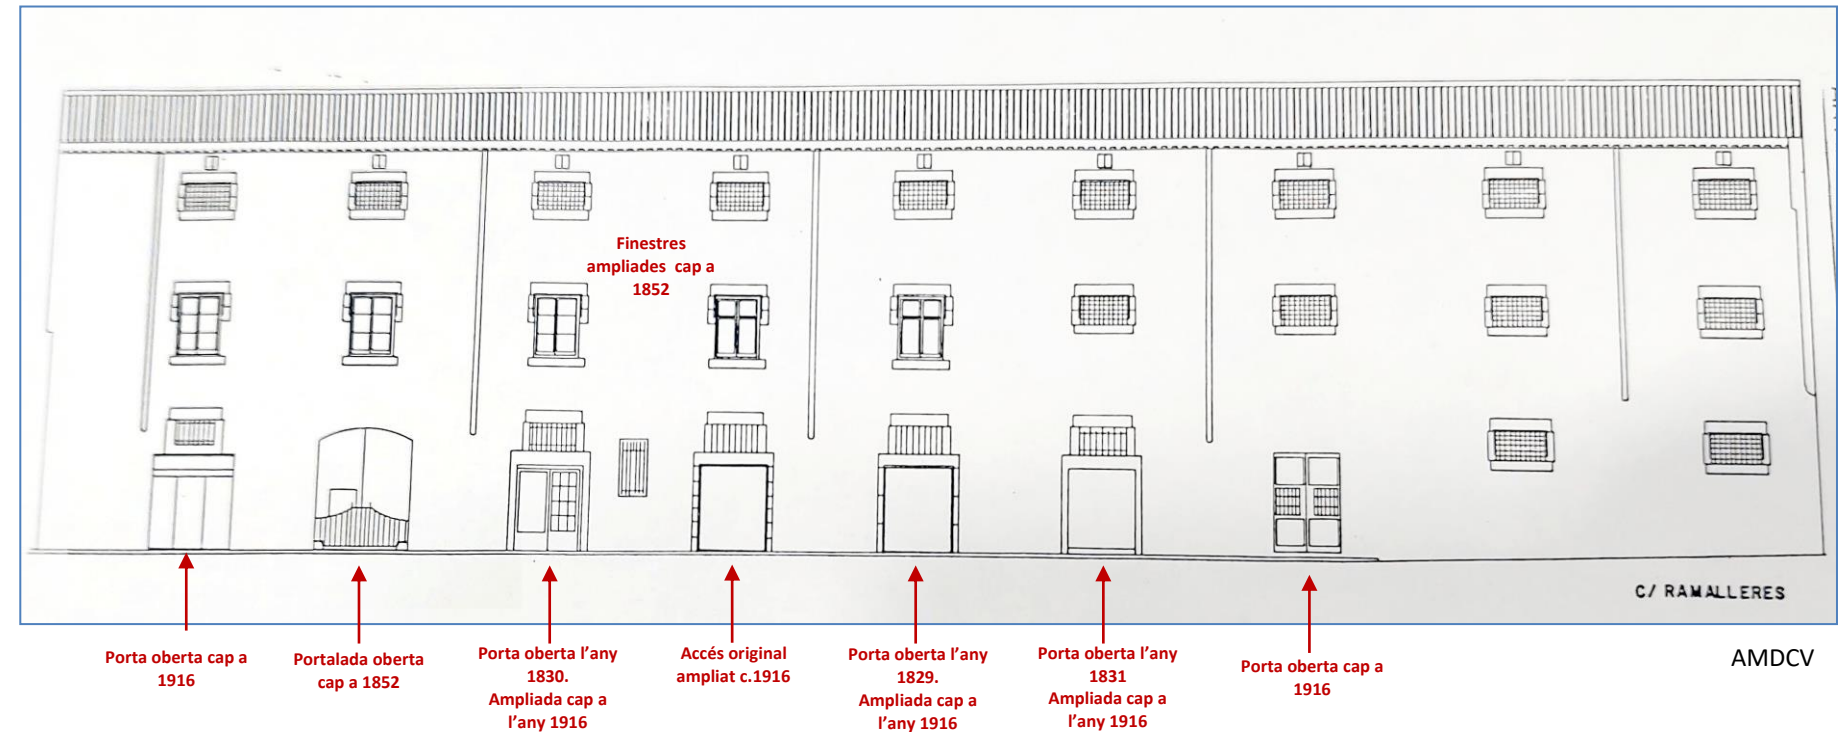 Finestres
ampliades cap a
1852
C/ RAMALLERES
Porta oberta cap a
1916
Portalada oberta
cap a 1852
Porta oberta l’any
1830.
Ampliada cap a
l’any 1916
Accés original
ampliat c.1916
Porta oberta l’any
1829.
Ampliada cap a
l’any 1916
Porta oberta l’any
1831
Ampliada cap a
l’any 1916
Porta oberta cap a
1916
AMDCV